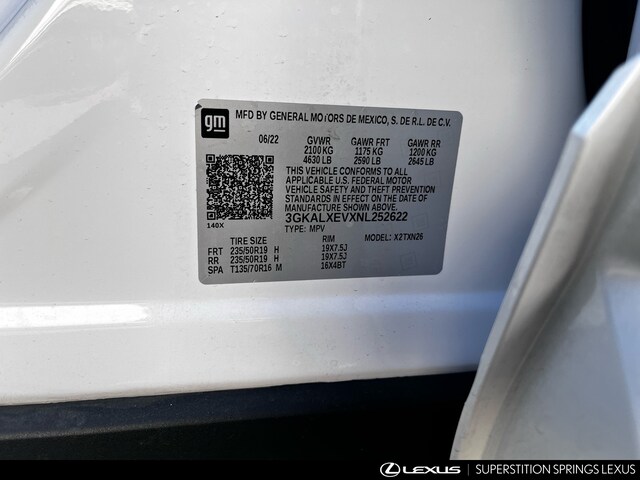 gm
MFD BY GENERAL MOTORS DE MEXICO, S. DE R.L. DE C.V.
06/22 GVWR GAWR FRT GAWR RR
2100 KG 1175 KG 1200 KG
4630 LB 2590 LB 2645 LB
THIS VEHICLE CONFORMS TO ALL
APPLICABLE U.S. FEDERAL MOTOR
VEHICLE SAFETY AND THEFT PREVENTION
STANDARDS IN EFFECT ON THE DATE OF
MANUFACTURE SHOWN ABOVE.
3GKALXEVXNL252622
140X
TYPE: MPV
TIRE SIZE RIM MODEL: X2TXN26
FRT 235/50R19 H 19X7.5J
RR 235/50R19 H 19X7.5J
SPA T135/70R16 M 16X4BT
LEXUS | SUPERSTITION SPRINGS LEXUS